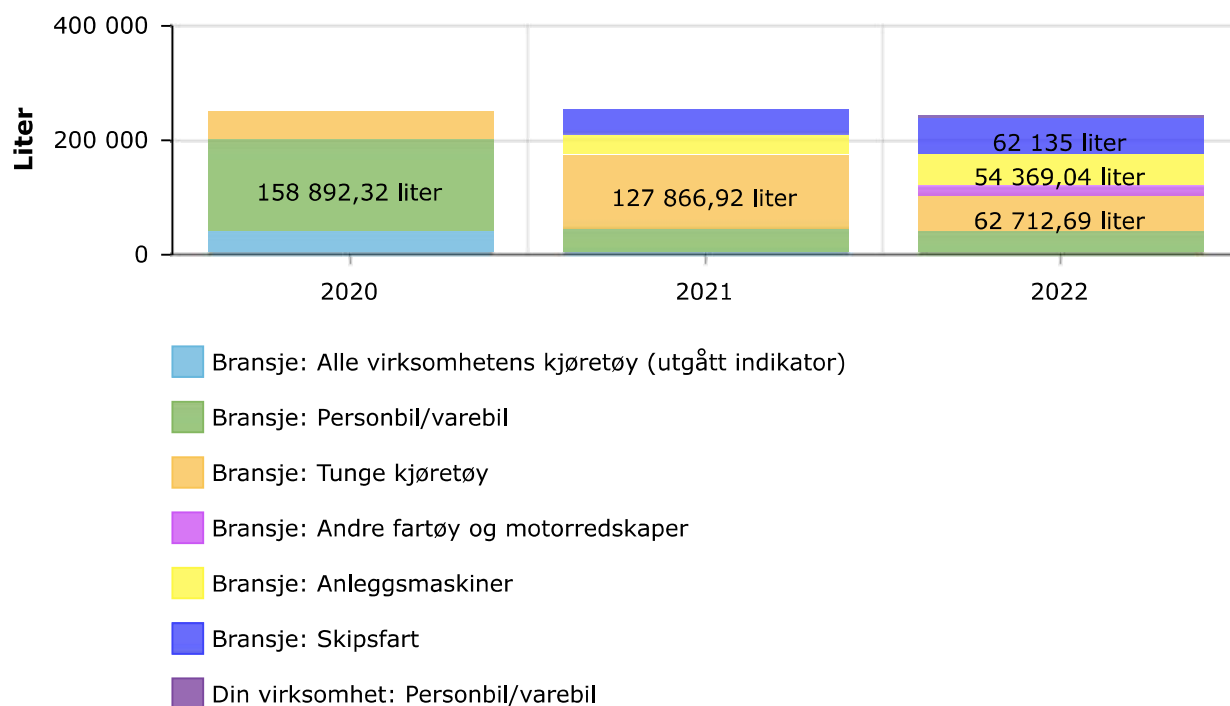 400 000
Liter
200 000
0
158 892,32 liter
127 866,92 liter
62 135 liter
54 369,04 liter
62 712,69 liter
2020
2021
2022
Bransje: Alle virksomhetens kjøretøy (utgått indikator)
Bransje: Personbil/varebil
Bransje: Tunge kjøretøy
Bransje: Andre fartøy og motorredskaper
Bransje: Anleggsmaskiner
Bransje: Skipsfart
Din virksomhet: Personbil/varebil